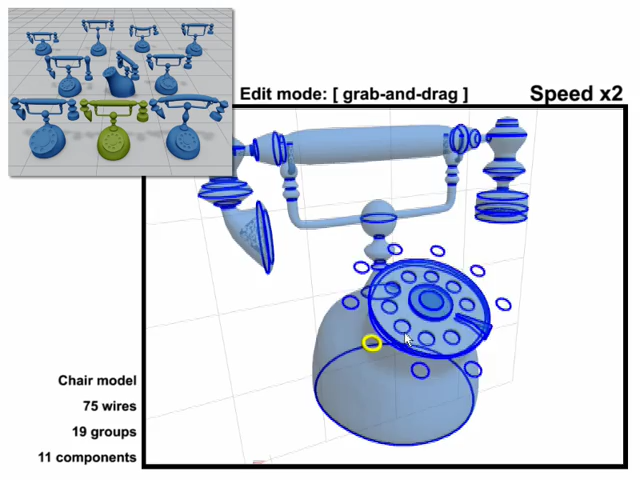 Edit mode: [ grab-and-drag ]
Speed x2
Chair model
75 wires
19 groups
11 components